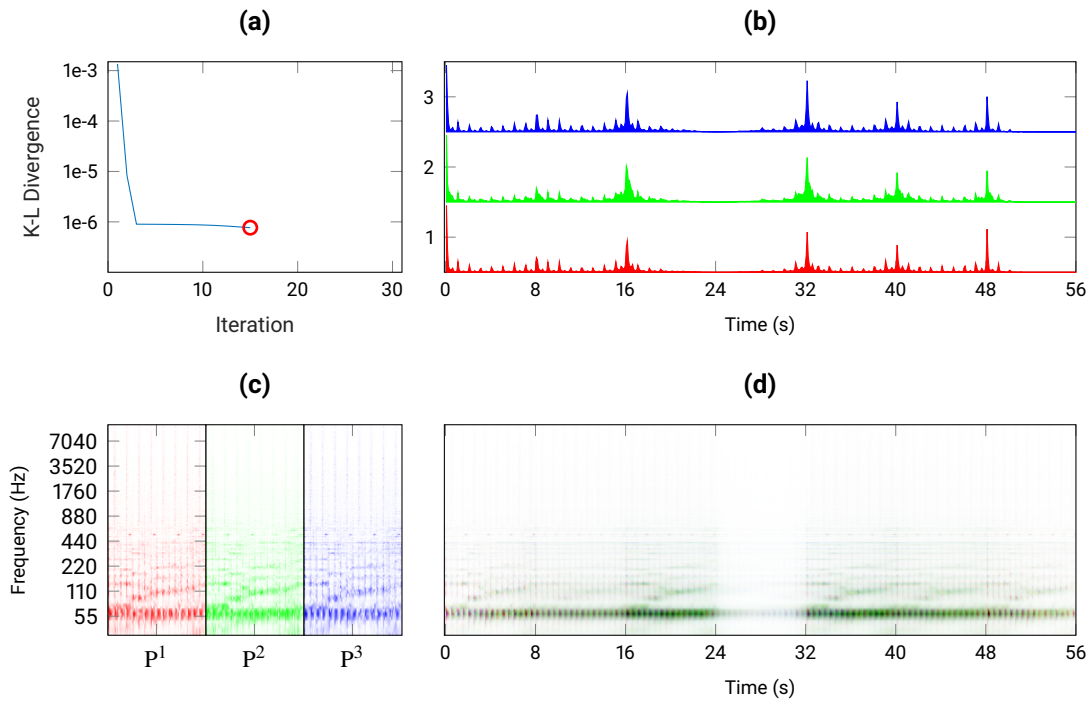 (a)
1e-3
1e-4
1e-5
1e-6
K-L Divergence
0 10 20 30
Iteration
(b)
3
2
1
0 8 16 24 32 40 48 56
Time (s)
(c)
7040
3520
1760
880
440
220
110
55
Frequency (Hz)
P¹ P² P³
(d)
0 8 16 24 32 40 48 56
Time (s)